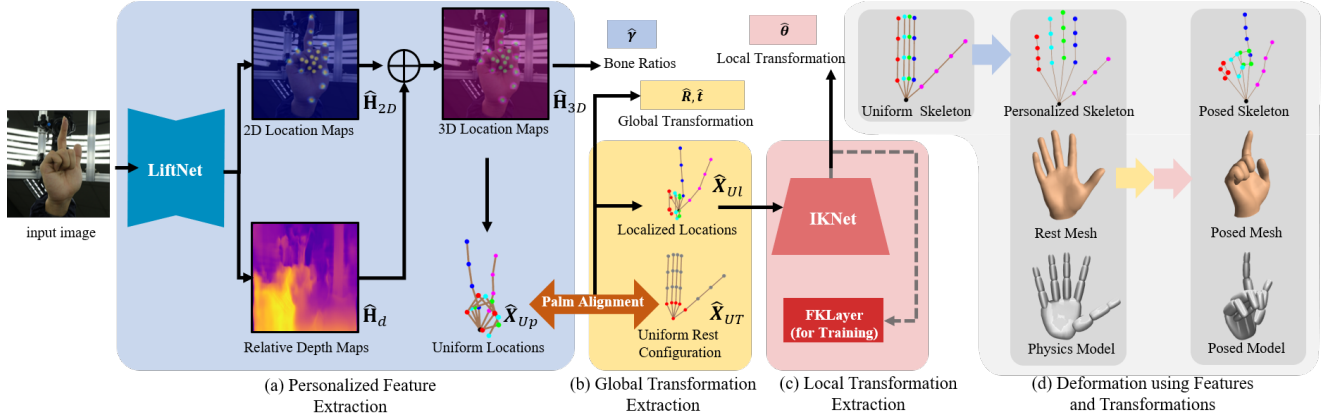 input image
LiftNet
2D Location Maps
Ĥ2D
3D Location Maps
Ĥ3D
Relative Depth Maps
Ĥd
Uniform Locations
X̂Up
(a) Personalized Feature
Extraction
γ̂
Bone Ratios
R̂, t̂
Global Transformation
Localized Locations
X̂Ul
Palm Alignment
Uniform Rest
Configuration
X̂UT
(b) Global Transformation
Extraction
θ̂
Local Transformation
IKNet
FKLayer
(for Training)
(c) Local Transformation
Extraction
Uniform Skeleton
Personalized Skeleton
Posed Skeleton
Rest Mesh
Posed Mesh
Physics Model
Posed Model
(d) Deformation using Features
and Transformations